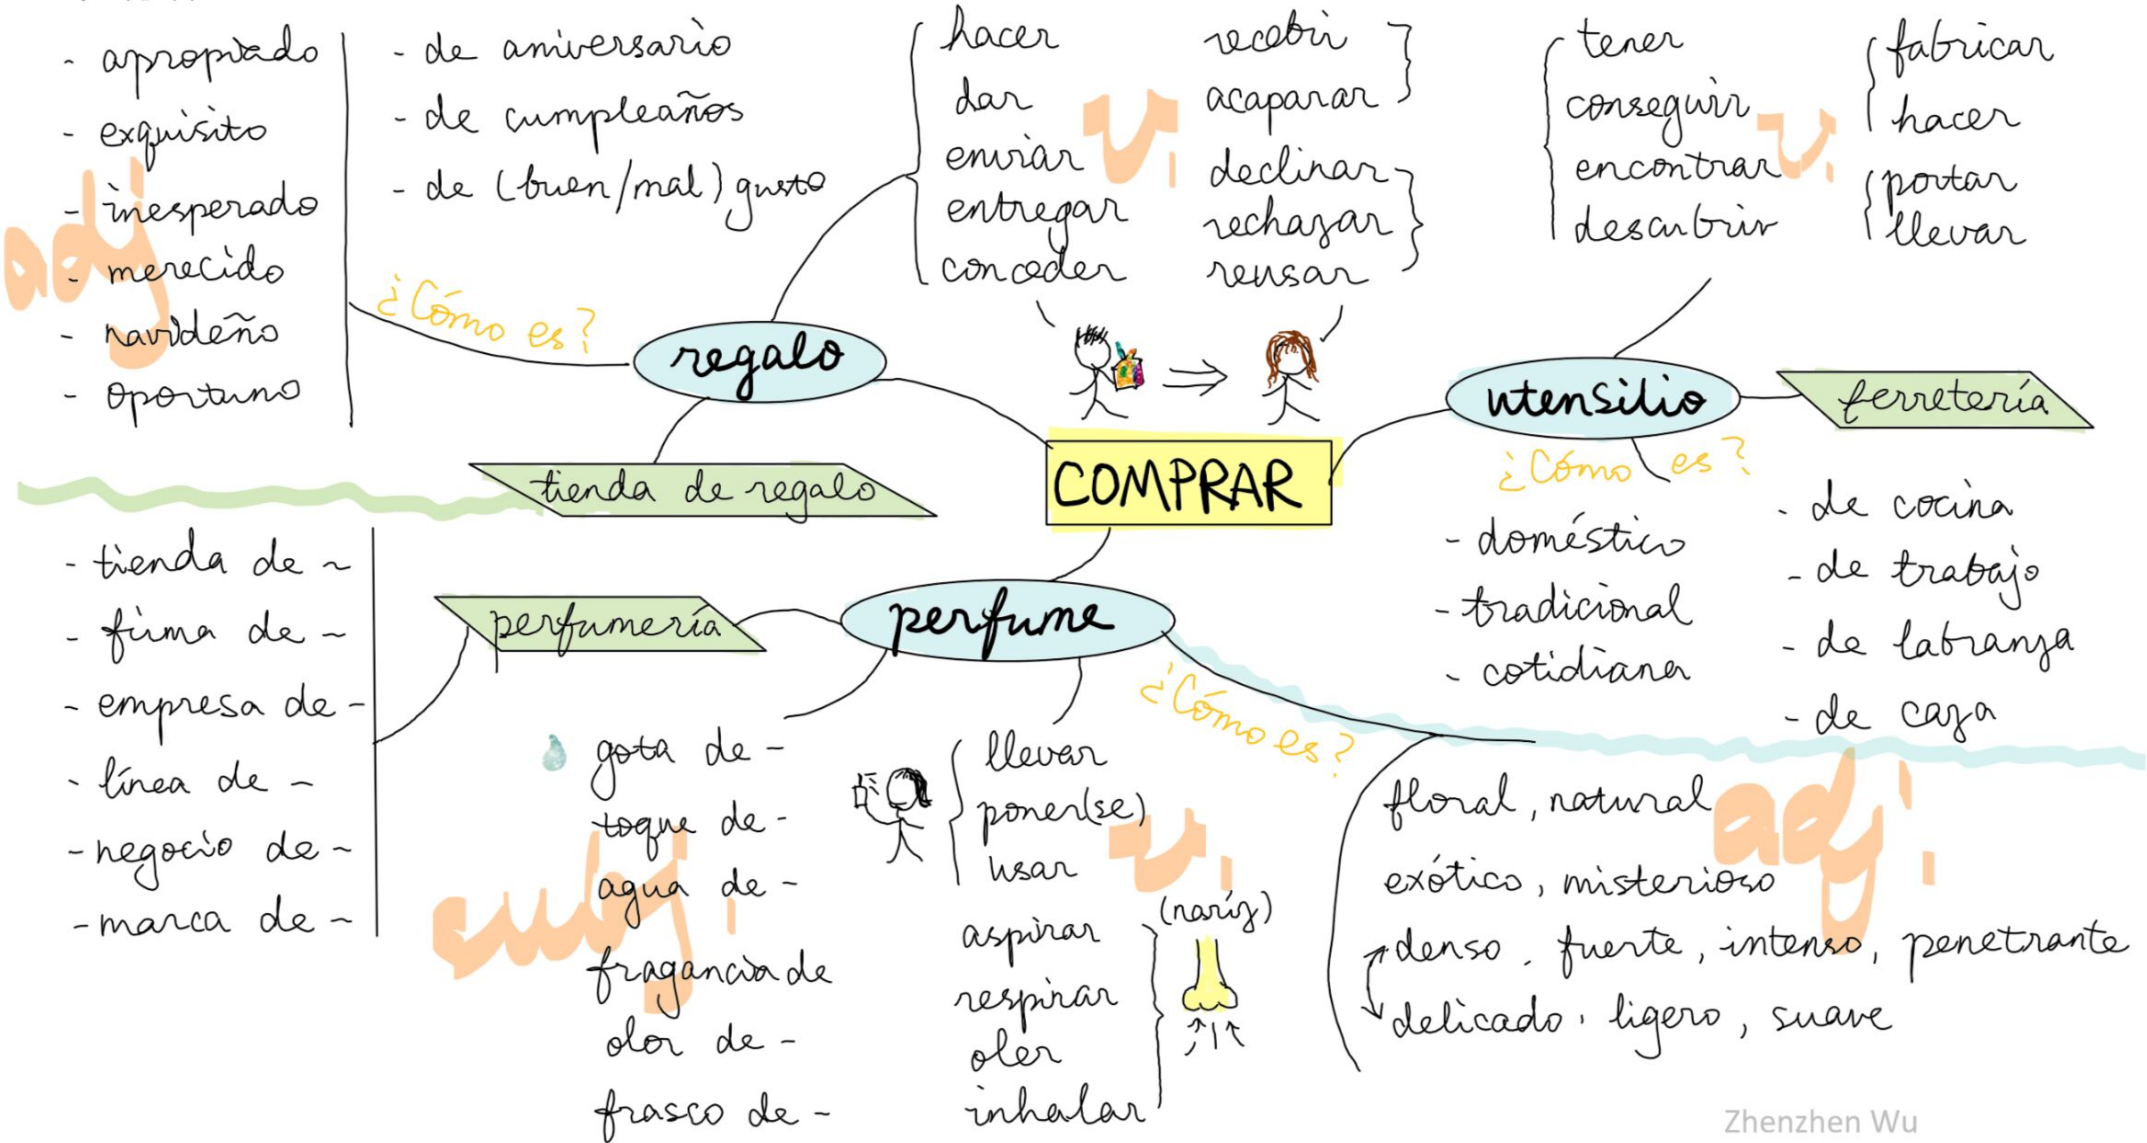 - apropiado
- exquisito
- inesperado
- merecido
- navideño
- oportuno
adj
- de aniversario
- de cumpleaños
- de (buen/mal) gusto
¿Cómo es?
regalo
hacer
dar
enviar
entregar
conceder
v.
recibir
acaparar
declinar
rechazar
reusar
tener
conseguir
encontrar
descubrir
v.
fabricar
hacer
portar
llevar
utensilio
ferretería
¿Cómo es?
- doméstico
- tradicional
- cotidiana
- de cocina
- de trabajo
- de labranza
- de caza
tienda de regalo
COMPRAR
- tienda de ~
- firma de ~
- empresa de -
- línea de ~
- negocio de ~
- marca de ~
perfumería
perfume
¿Cómo es?
gota de -
toque de -
agua de -
fragancia de
olor de -
frasco de -
llevar
poner(se)
usar
v.
aspirar
respirar
oler
inhalar
(naríz)
floral, natural
exótico, misterioso
denso, fuerte, intenso, penetrante
delicado, ligero, suave
adj.
Zhenzhen Wu